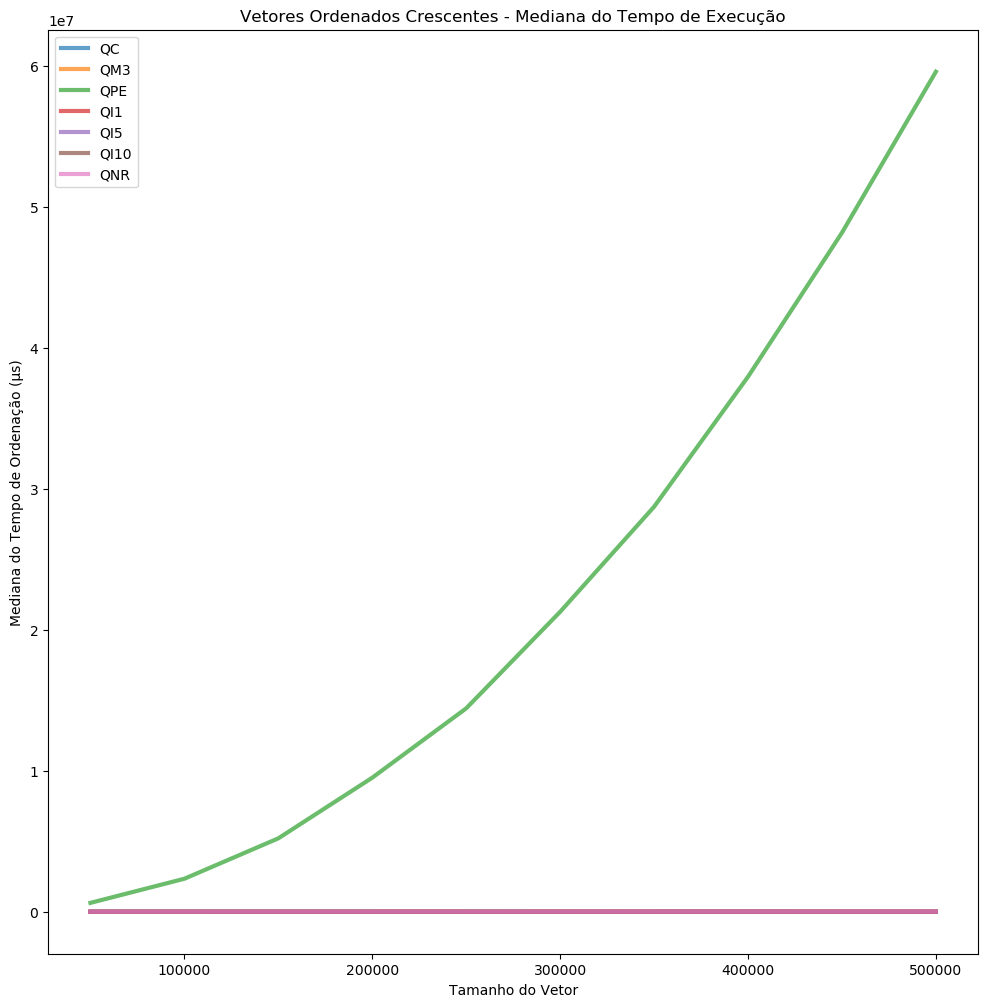 Vetores Ordenados Crescentes - Mediana do Tempo de Execução
1e7
QC
QM3
QPE
QI1
QI5
QI10
QNR
6
5
4
3
2
1
0
Mediana do Tempo de Ordenação (μs)
100000 200000 300000 400000 500000
Tamanho do Vetor